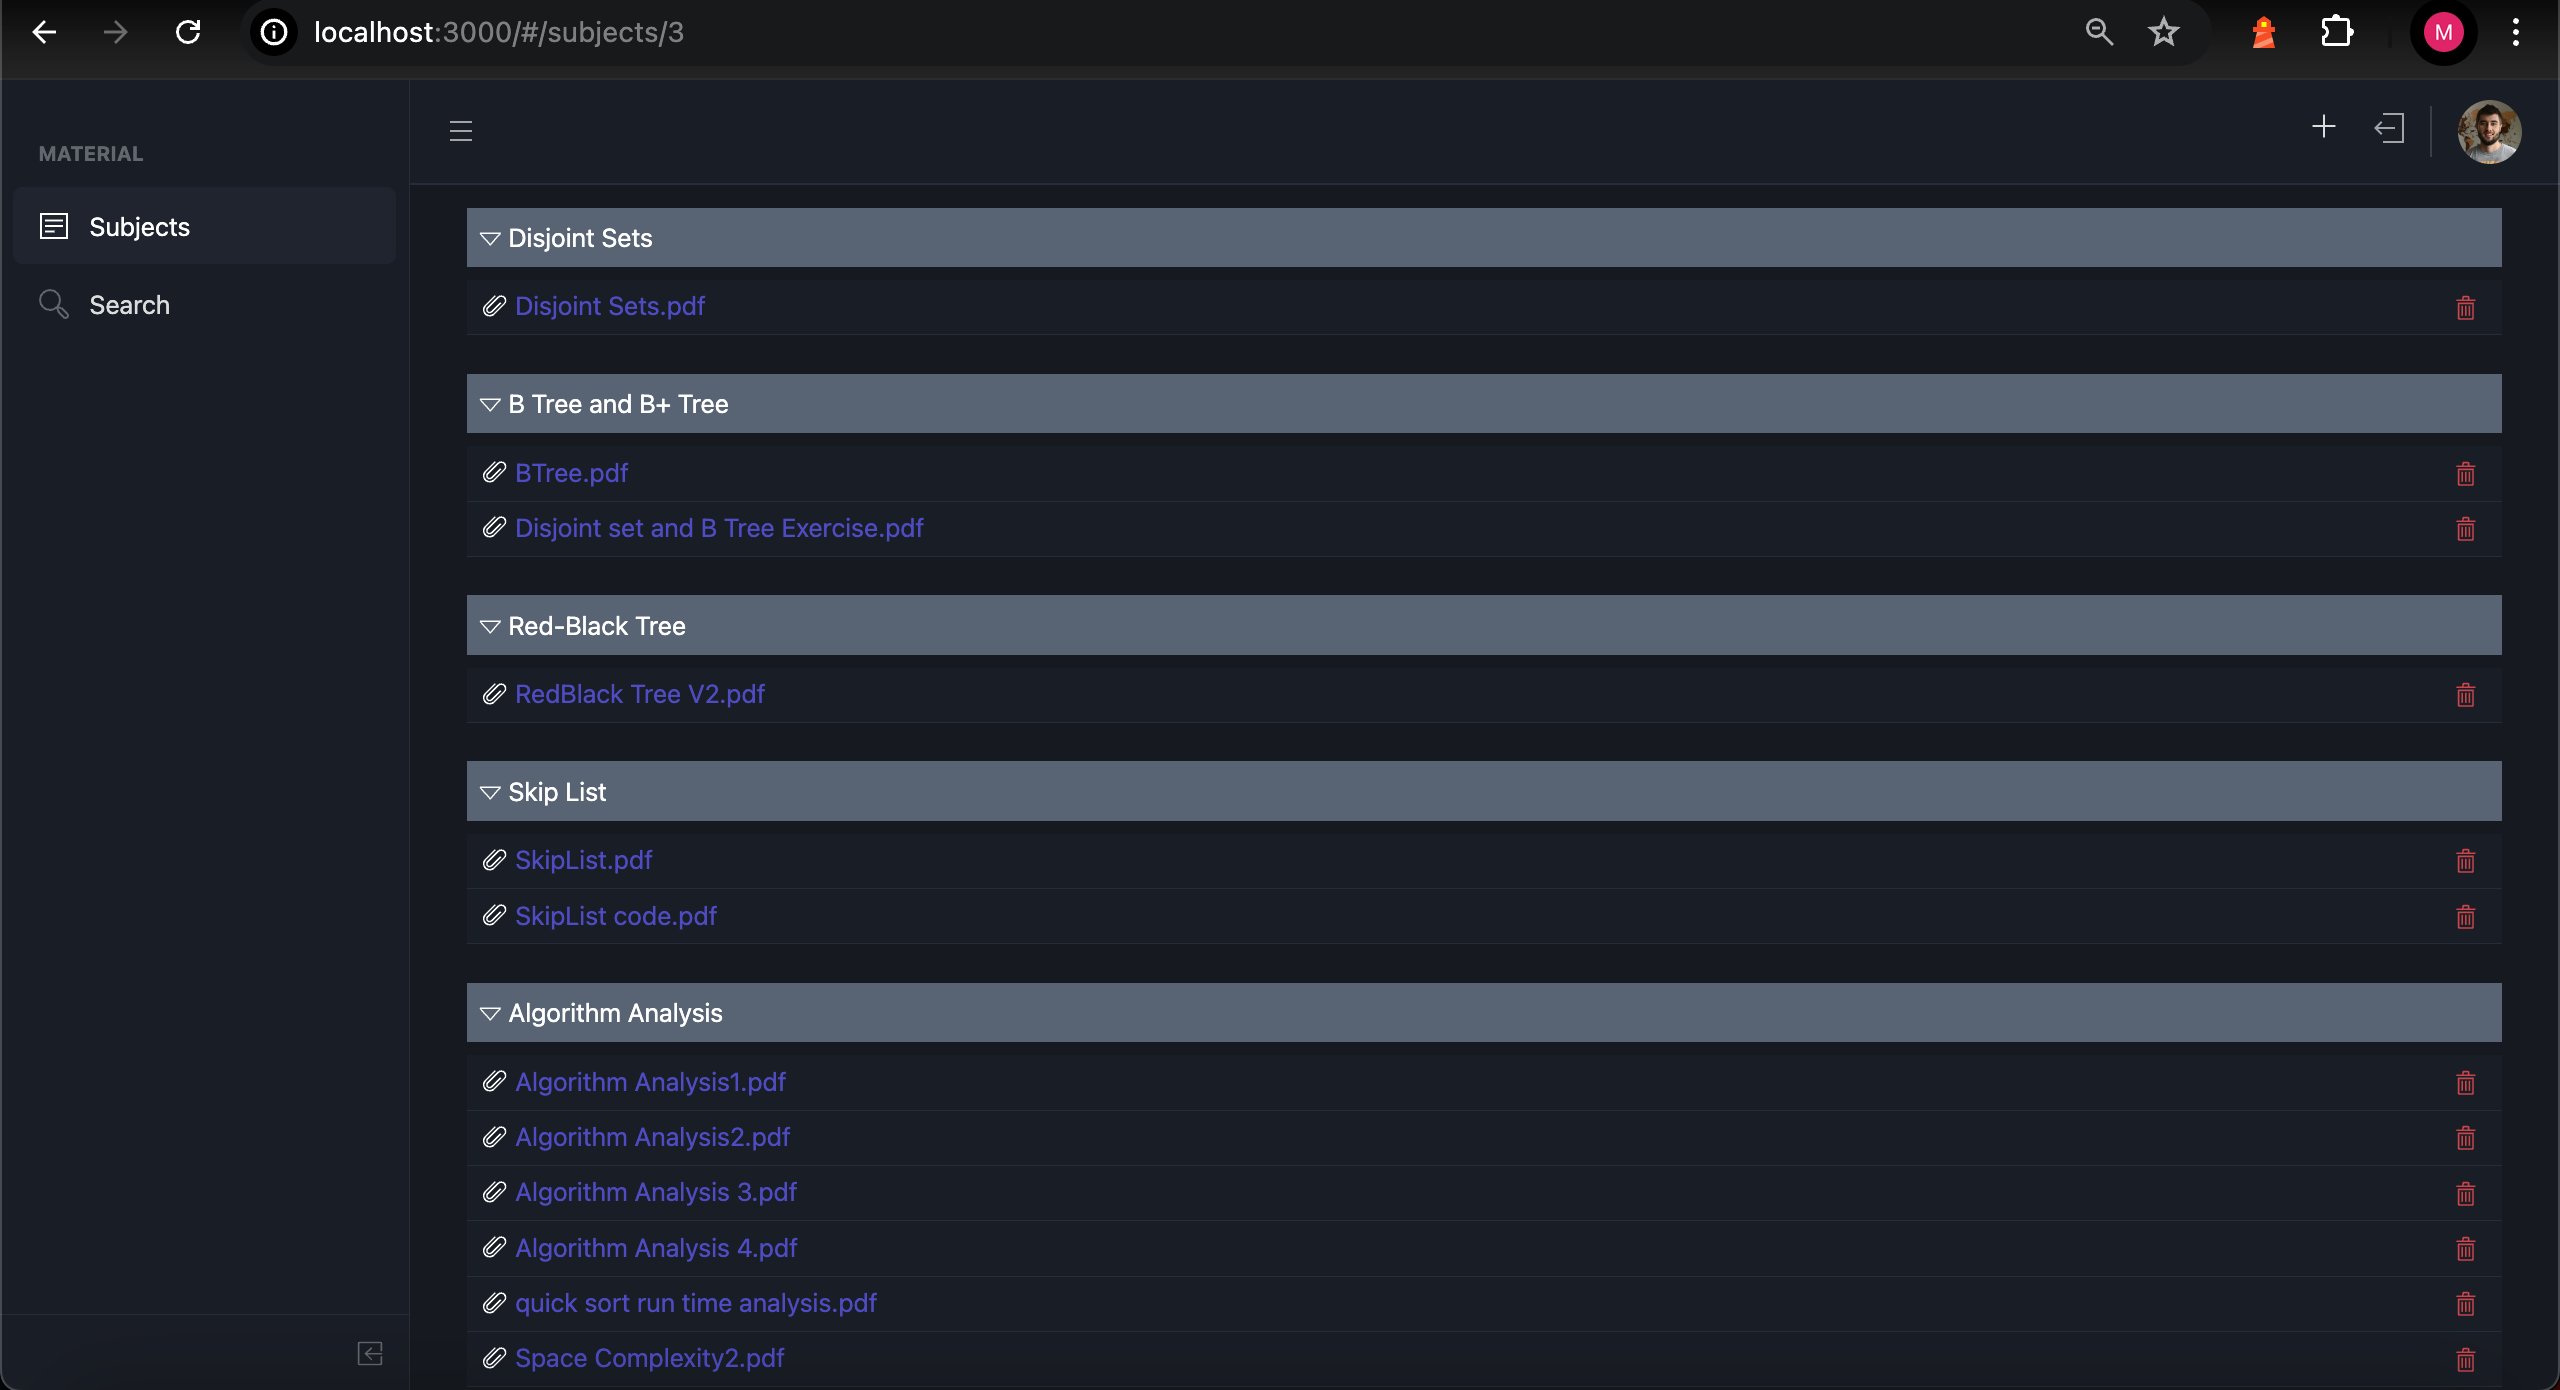 localhost:3000/#/subjects/3
M
MATERIAL
Subjects
Search
Disjoint Sets
Disjoint Sets.pdf
B Tree and B+ Tree
BTree.pdf
Disjoint set and B Tree Exercise.pdf
Red-Black Tree
RedBlack Tree V2.pdf
Skip List
SkipList.pdf
SkipList code.pdf
Algorithm Analysis
Algorithm Analysis1.pdf
Algorithm Analysis2.pdf
Algorithm Analysis 3.pdf
Algorithm Analysis 4.pdf
quick sort run time analysis.pdf
Space Complexity2.pdf